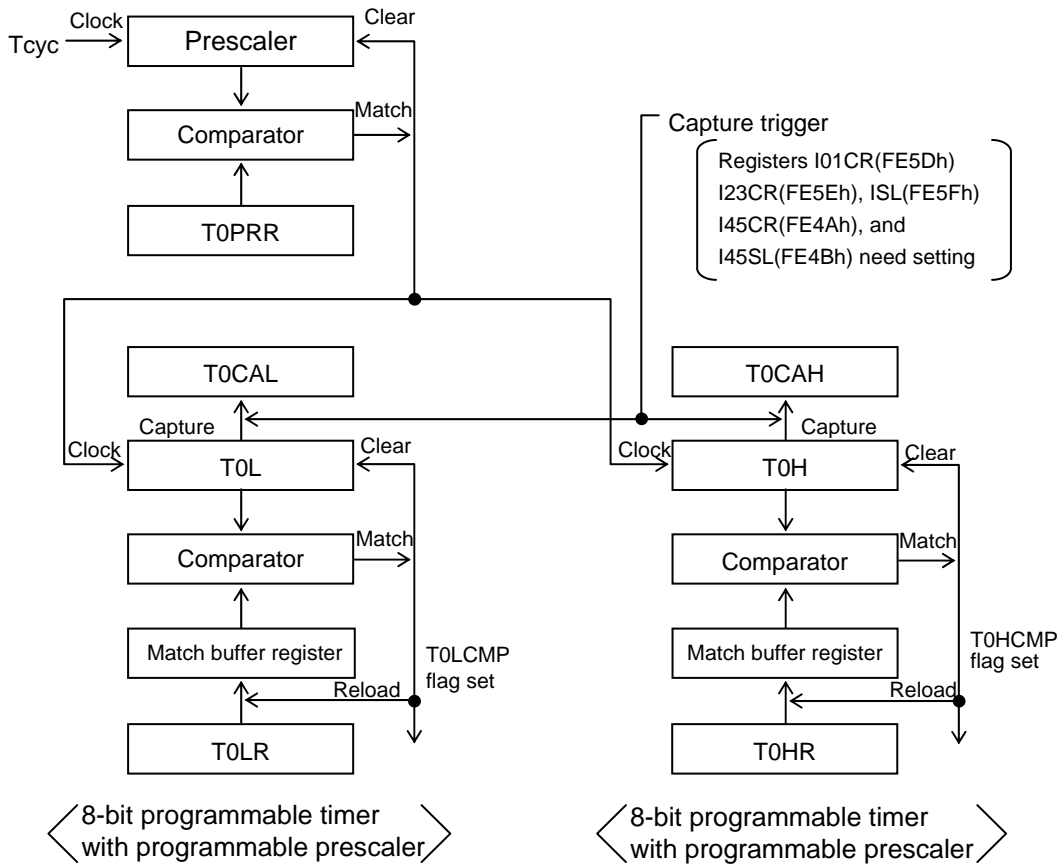 Clock
Clear
Tcyc
Prescaler
Match
Comparator
T0PRR
Capture trigger
Registers I01CR(FE5Dh)
I23CR(FE5Eh), ISL(FE5Fh)
I45CR(FE4Ah), and
I45SL(FE4Bh) need setting
T0CAL
T0CAH
Capture
Capture
Clock
T0L
Clear
Clock
T0H
Clear
Comparator
Match
Comparator
Match
Match buffer register
T0LCMP
flag set
Match buffer register
T0HCMP
flag set
Reload
Reload
T0LR
T0HR
8-bit programmable timer
with programmable prescaler
8-bit programmable timer
with programmable prescaler